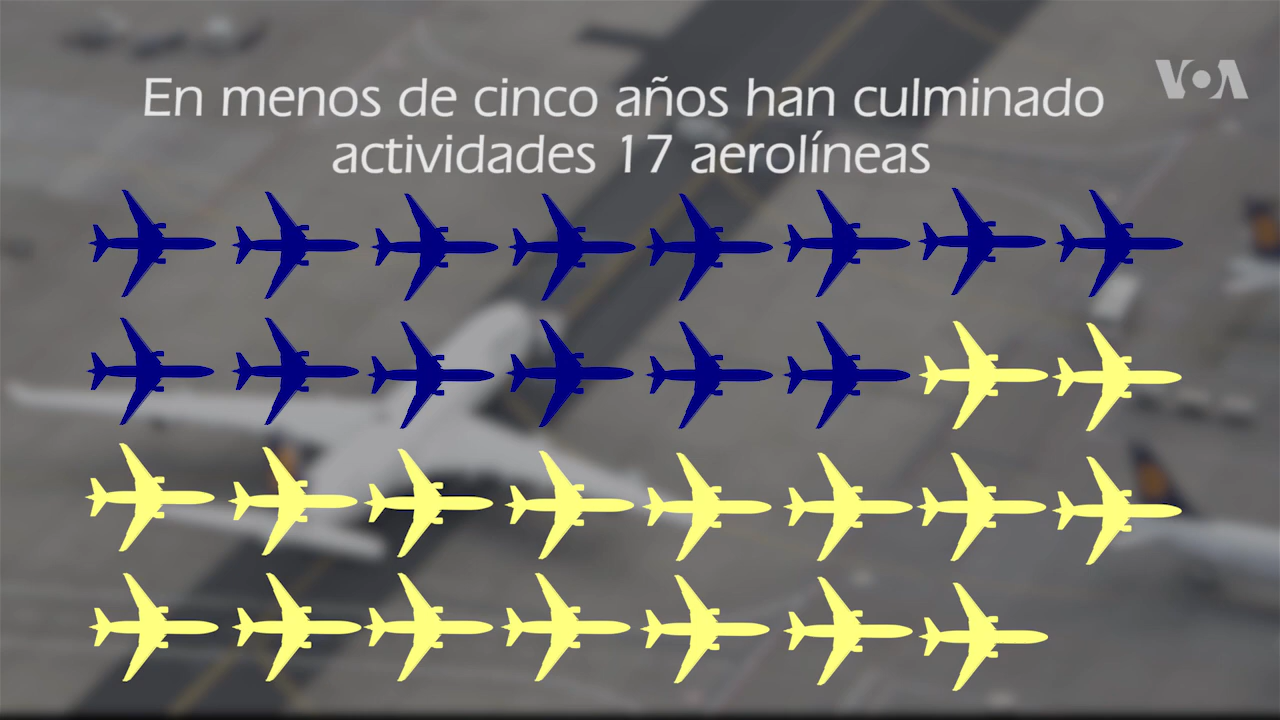 En menos de cinco años han culminado
actividades 17 aerolíneas
VOA